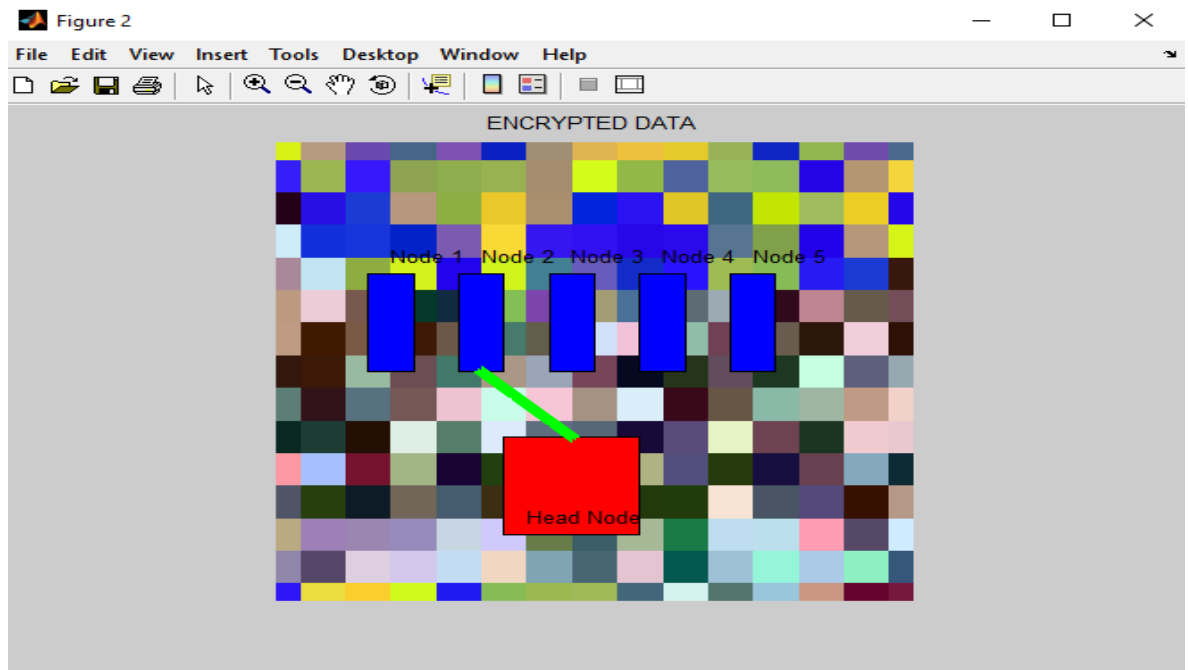 Figure 2
File Edit View Insert Tools Desktop Window Help
ENCRYPTED DATA
Node 1 Node 2 Node 3 Node 4 Node 5
Head Node